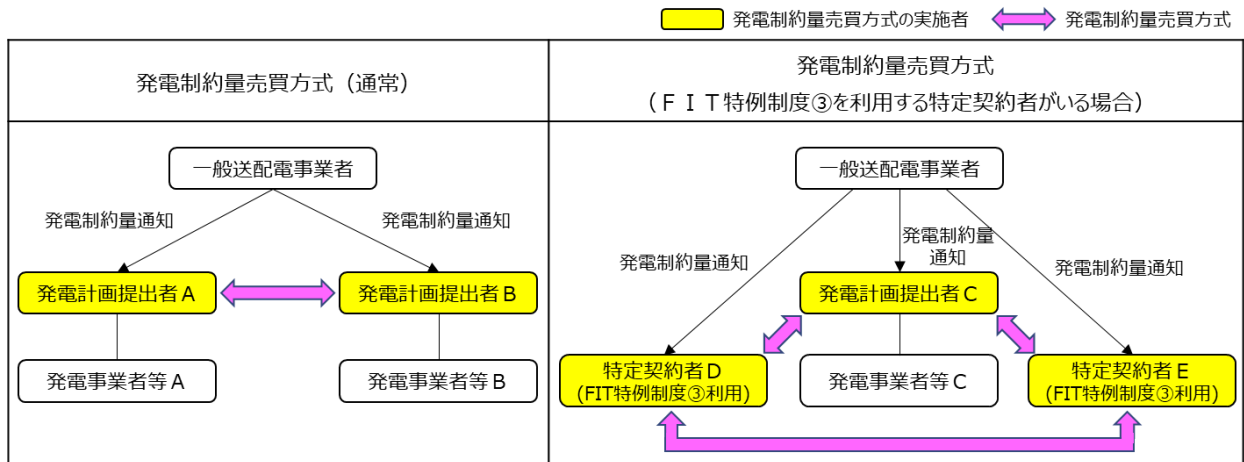 発電制約量売買方式の実施者
発電制約量売買方式
発電制約量売買方式（通常）
発電制約量売買方式
（ＦＩＴ特例制度③を利用する特定契約者がいる場合）
一般送配電事業者
発電制約量通知
発電制約量通知
発電計画提出者Ａ
発電計画提出者Ｂ
発電事業者等Ａ
発電事業者等Ｂ
一般送配電事業者
発電制約量通知
発電制約量
通知
発電制約量通知
発電計画提出者Ｃ
特定契約者Ｄ
(FIT特例制度③利用)
発電事業者等Ｃ
特定契約者Ｅ
(FIT特例制度③利用)